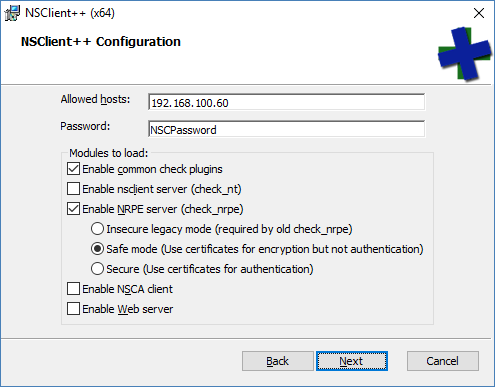 NSClient++ (x64)
NSClient++ Configuration
Allowed hosts: 192.168.100.60
Password: NSCPassword
Modules to load:
Enable common check plugins
Enable nsclient server (check_nt)
Enable NRPE server (check_nrpe)
Insecure legacy mode (required by old check_nrpe)
Safe mode (Use certificates for encryption but not authentication)
Secure (Use certificates for authentication)
Enable NSCA client
Enable Web server
Back Next Cancel